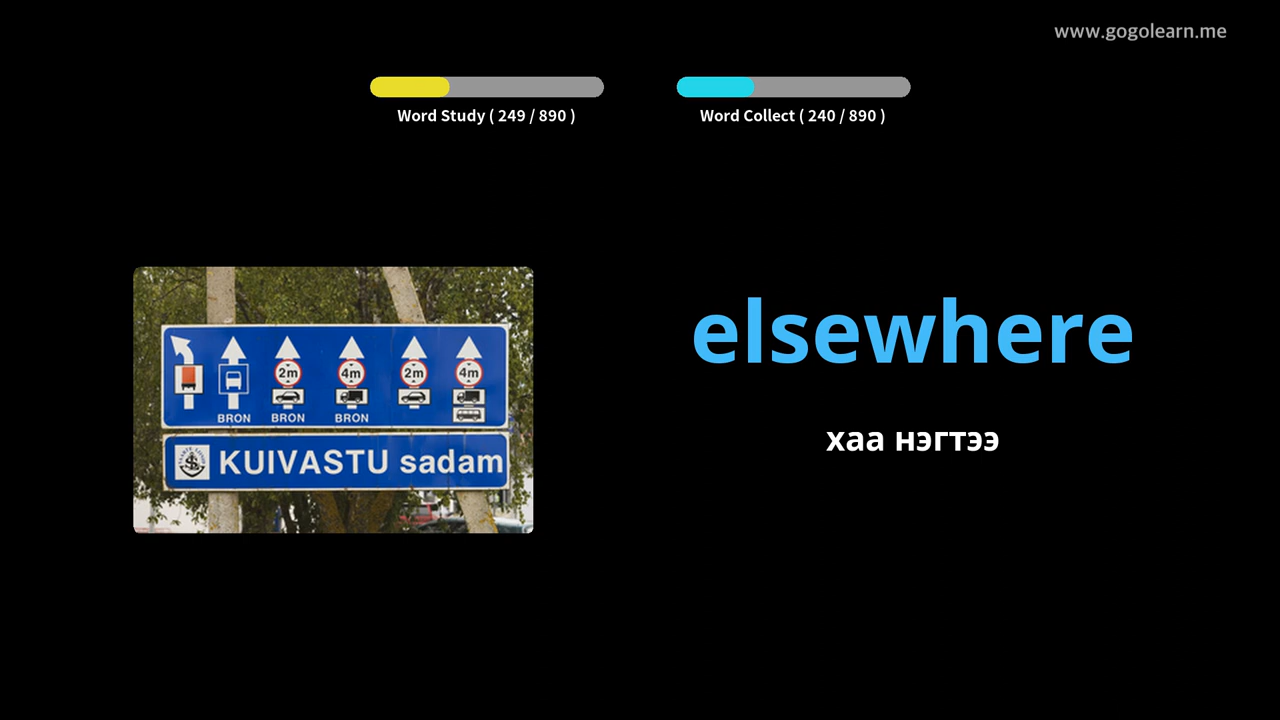 www.gogolearn.me
Word Study ( 249 / 890 )
Word Collect ( 240 / 890 )
elsewhere
хаа нэгтээ
2m 4m 2m 4m
BRON BRON BRON
KUIVASTU sadam